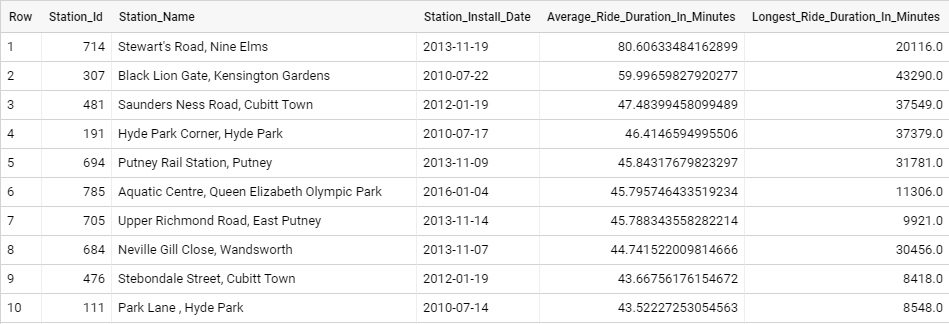 Row Station_Id Station_Name Station_Install_Date Average_Ride_Duration_In_Minutes Longest_Ride_Duration_In_Minutes
1 714 Stewart's Road, Nine Elms 2013-11-19 80.60633484162899 20116.0
2 307 Black Lion Gate, Kensington Gardens 2010-07-22 59.99659827920277 43290.0
3 481 Saunders Ness Road, Cubitt Town 2012-01-19 47.48399458099489 37549.0
4 191 Hyde Park Corner, Hyde Park 2010-07-17 46.4146594995506 37379.0
5 694 Putney Rail Station, Putney 2013-11-09 45.84317679823297 31781.0
6 785 Aquatic Centre, Queen Elizabeth Olympic Park 2016-01-04 45.795746433519234 11306.0
7 705 Upper Richmond Road, East Putney 2013-11-14 45.788343558282214 9921.0
8 684 Neville Gill Close, Wandsworth 2013-11-07 44.741522009814666 30456.0
9 476 Stebondale Street, Cubitt Town 2012-01-19 43.66756176154672 8418.0
10 111 Park Lane , Hyde Park 2010-07-14 43.52227253054563 8548.0